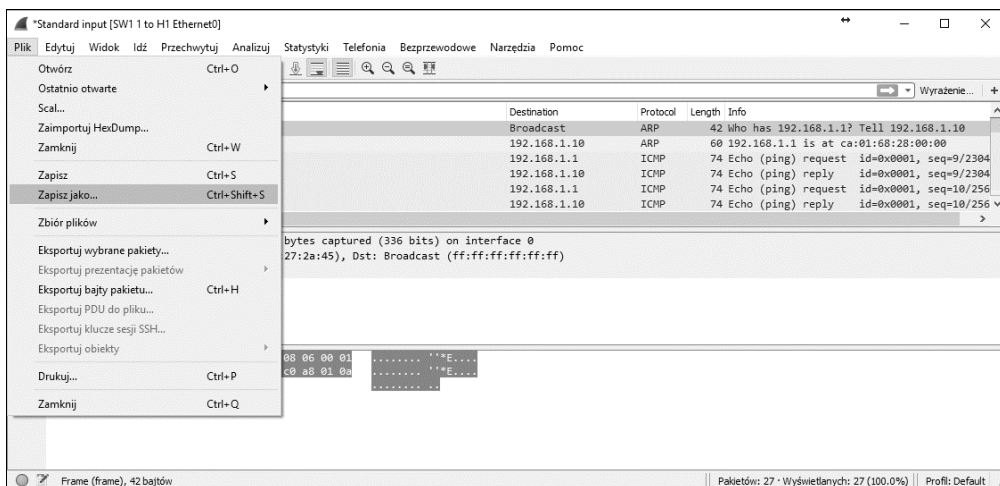 *Standard input [SW1 1 to H1 Ethernet0]
Plik Edytuj Widok Idź Przechwytuj Analizuj Statystyki Telefonia Bezprzewodowe Narzędzia Pomoc
Otwórz Ctrl+O
Ostatnio otwarte
Scal...
Zaimportuj HexDump...
Zamknij Ctrl+W
Zapisz Ctrl+S
Zapisz jako... Ctrl+Shift+S
Zbiór plików
Eksportuj wybrane pakiety...
Eksportuj prezentację pakietów
Eksportuj bajty pakietu... Ctrl+H
Eksportuj PDU do pliku...
Eksportuj klucze sesji SSH...
Eksportuj obiekty
Drukuj... Ctrl+P
Zamknij Ctrl+Q
Wyrażenie... +
Destination Protocol Length Info
Broadcast ARP 42 Who has 192.168.1.1? Tell 192.168.1.10
192.168.1.10 ARP 60 192.168.1.1 is at ca:01:68:28:00:00
192.168.1.1 ICMP 74 Echo (ping) request id=0x0001, seq=9/2304
192.168.1.10 ICMP 74 Echo (ping) reply id=0x0001, seq=9/2304
192.168.1.1 ICMP 74 Echo (ping) request id=0x0001, seq=10/256
192.168.1.10 ICMP 74 Echo (ping) reply id=0x0001, seq=10/256
bytes captured (336 bits) on interface 0
27:2a:45), Dst: Broadcast (ff:ff:ff:ff:ff:ff)
08 06 00 01 ........ ''*E....
c0 a8 01 0a ........ ''*E....
........ ..
Frame (frame), 42 bajtów
Pakietów: 27 · Wyświetlanych: 27 (100.0%) Profil: Default